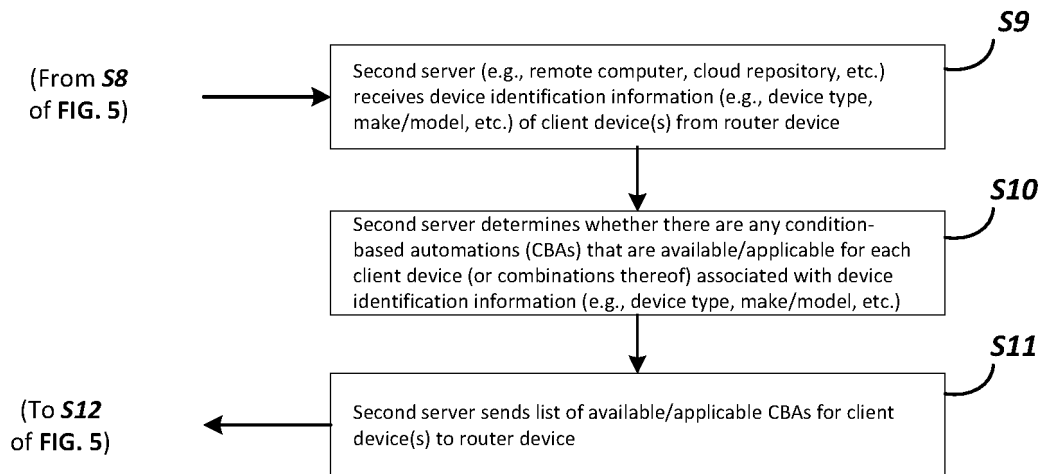 S9
(From S8
of FIG. 5)
Second server (e.g., remote computer, cloud repository, etc.)
receives device identification information (e.g., device type,
make/model, etc.) of client device(s) from router device
S10
Second server determines whether there are any condition-
based automations (CBAs) that are available/applicable for each
client device (or combinations thereof) associated with device
identification information (e.g., device type, make/model, etc.)
S11
(To S12
of FIG. 5)
Second server sends list of available/applicable CBAs for client
device(s) to router device